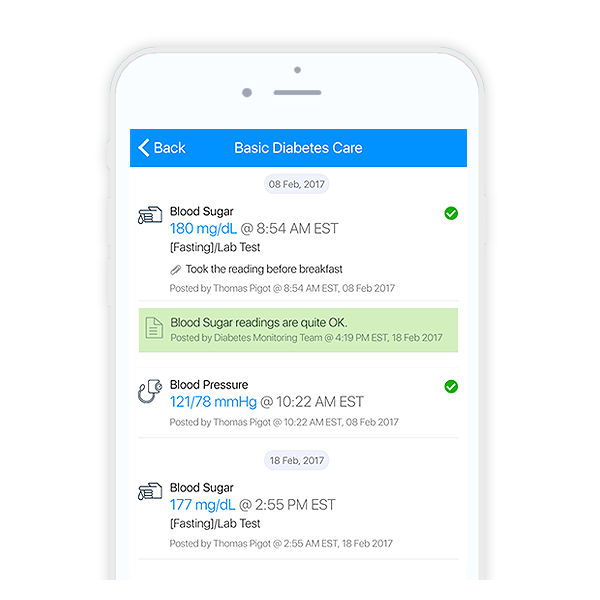 Back
Basic Diabetes Care
08 Feb, 2017
Blood Sugar
180 mg/dL @ 8:54 AM EST
[Fasting]/Lab Test
Took the reading before breakfast
Posted by Thomas Pigot @ 8:54 AM EST, 08 Feb 2017
Blood Sugar readings are quite OK.
Posted by Diabetes Monitoring Team @ 4:19 PM EST, 18 Feb 2017
Blood Pressure
121/78 mmHg @ 10:22 AM EST
Posted by Thomas Pigot @ 10:22 AM EST, 08 Feb 2017
18 Feb, 2017
Blood Sugar
177 mg/dL @ 2:55 PM EST
[Fasting]/Lab Test
Posted by Thomas Pigot @ 2:55 AM EST, 18 Feb 2017